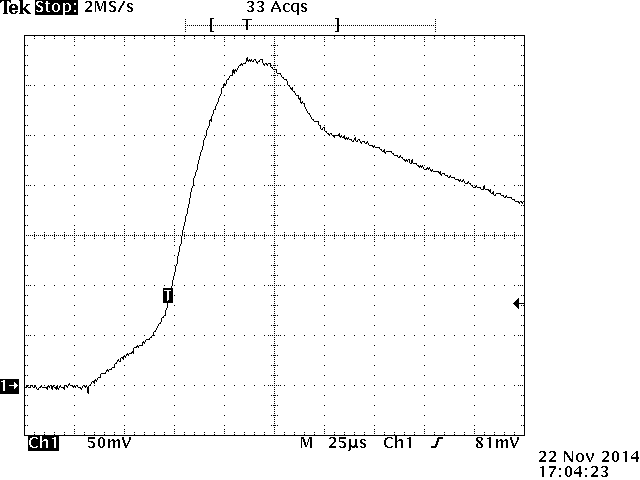 Tek Stop: 2MS/s 33 Acqs
[ T ]
T
1→
Ch1 50mV M 25µs Ch1 ∫ 81mV
22 Nov 2014
17:04:23